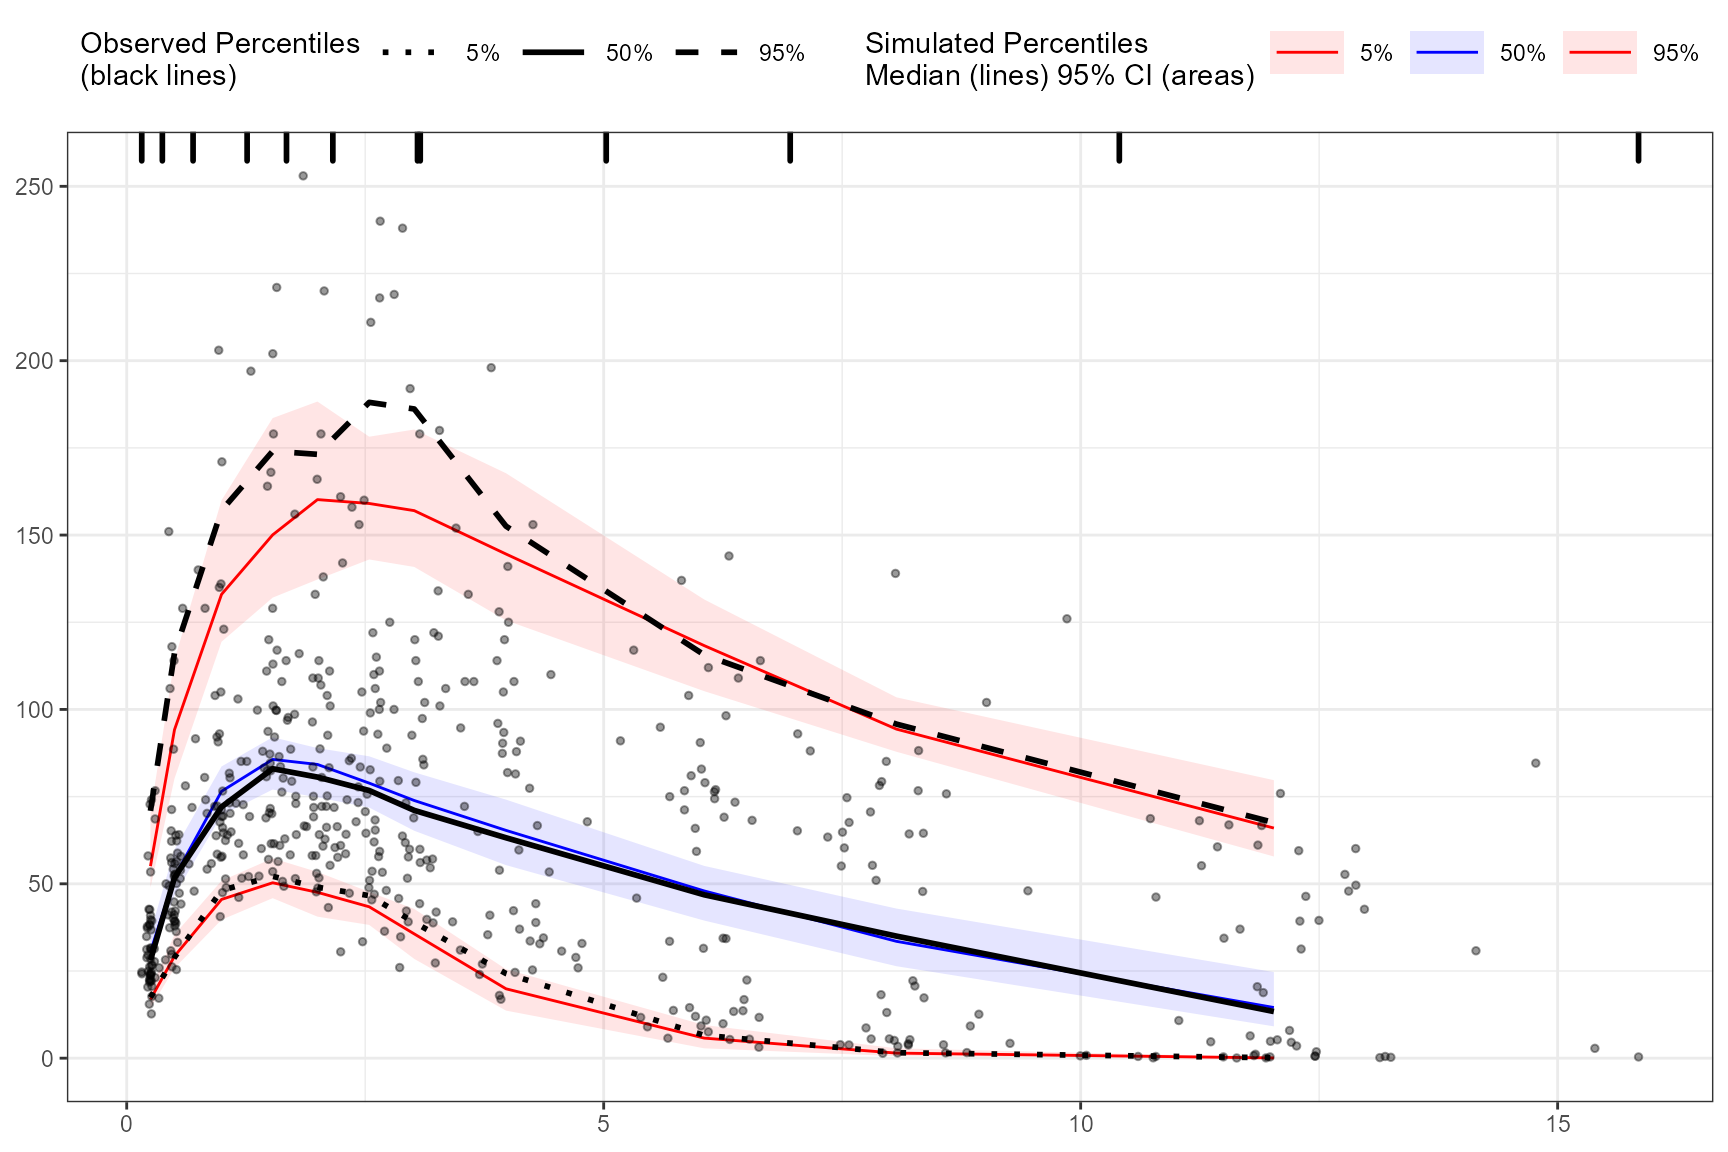 Observed Percentiles
(black lines)
5% 50% 95%
Simulated Percentiles
Median (lines) 95% CI (areas)
5% 50% 95%
250
200
150
100
50
0
0 5 10 15